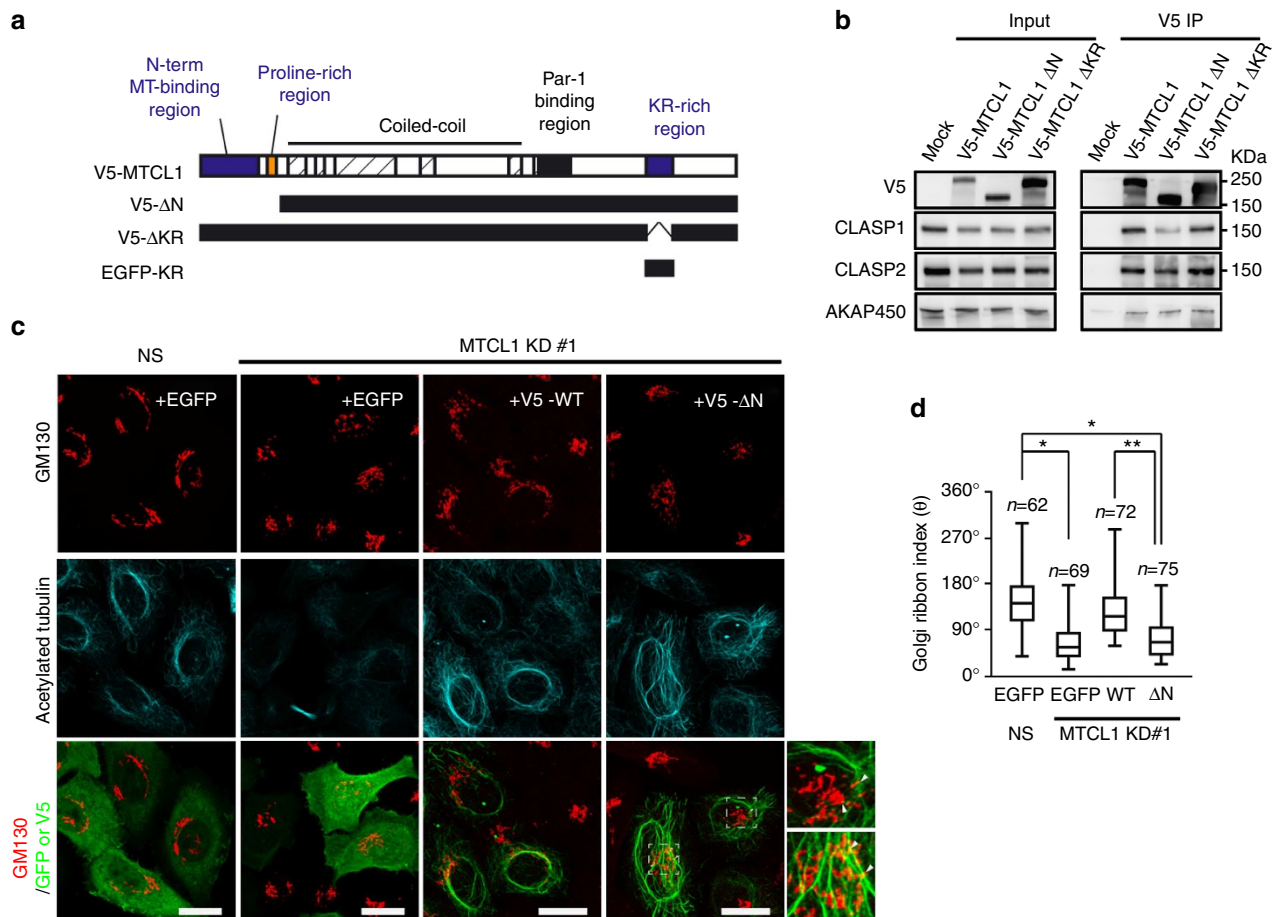 a
N-term
MT-binding
region
Proline-rich
region
Coiled-coil
Par-1
binding
region
KR-rich
region
V5-MTCL1
V5-ΔN
V5-ΔKR
EGFP-KR
b
Input
V5 IP
Mock
V5-MTCL1
V5-MTCL1 ΔN
V5-MTCL1 ΔKR
Mock
V5-MTCL1
V5-MTCL1 ΔN
V5-MTCL1 ΔKR
KDa
V5
250
150
CLASP1
150
CLASP2
150
AKAP450
c
NS
MTCL1 KD #1
GM130
+EGFP
+EGFP
+V5 -WT
+V5 -ΔN
Acetylated tubulin
GM130
/GFP or V5
d
*
*
**
Golgi ribbon index (θ)
360°
270°
180°
90°
0°
n=62
n=69
n=72
n=75
EGFP
EGFP
WT
ΔN
NS
MTCL1 KD#1